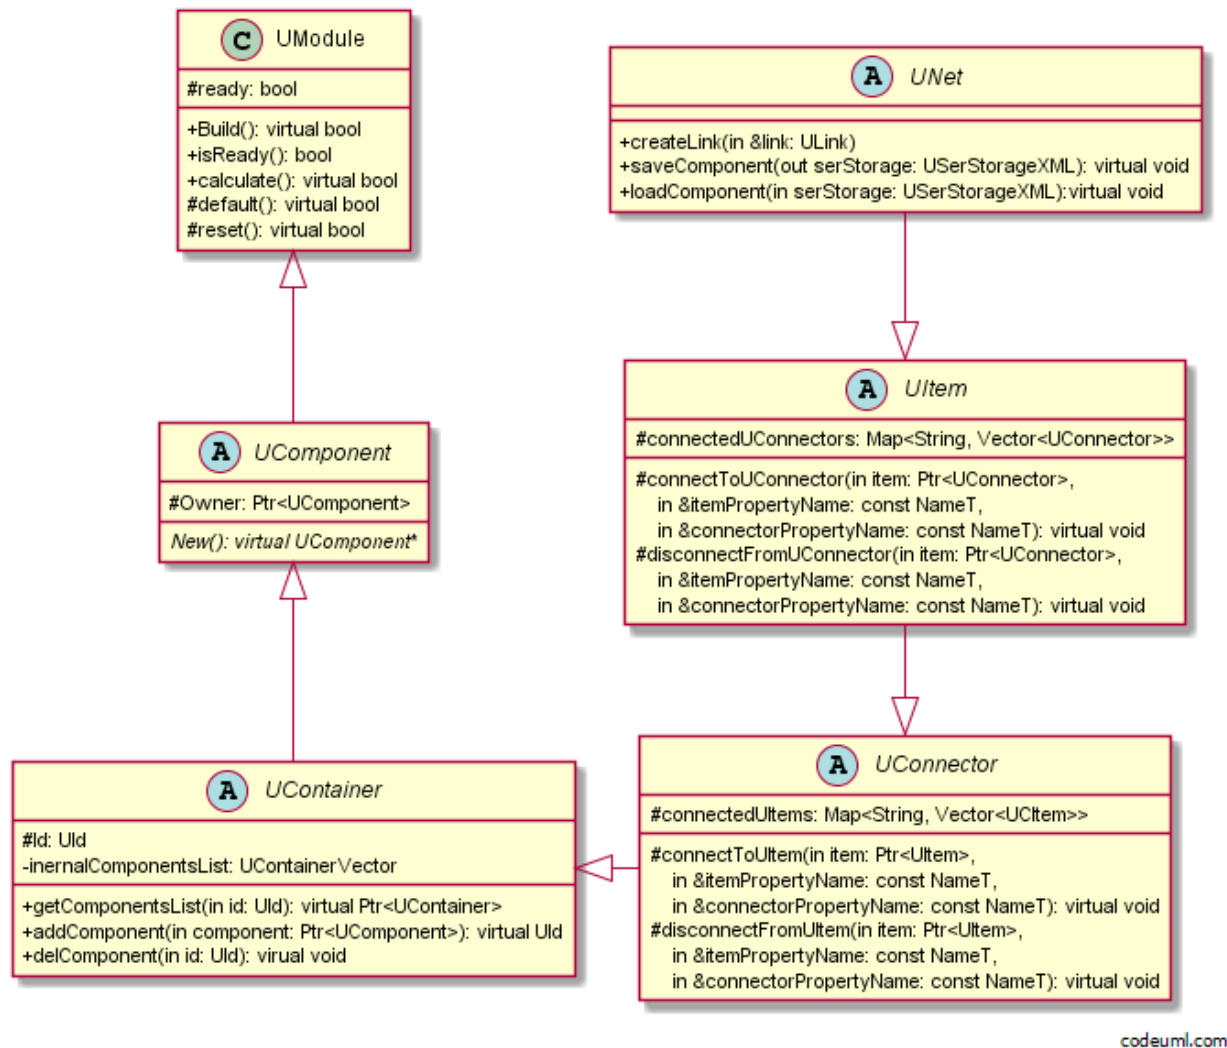 C UModule
#ready: bool
+Build(): virtual bool
+isReady(): bool
+calculate(): virtual bool
#default(): virtual bool
#reset(): virtual bool
A UNet
+createLink(in &link: ULink)
+saveComponent(out serStorage: USerStorageXML): virtual void
+loadComponent(in serStorage: USerStorageXML):virtual void
A UComponent
#Owner: Ptr<UComponent>
New(): virtual UComponent*
A UItem
#connectedUConnectors: Map<String, Vector<UConnector>>
#connectToUConnector(in item: Ptr<UConnector>,
in &itemPropertyName: const NameT,
in &connectorPropertyName: const NameT): virtual void
#disconnectFromUConnector(in item: Ptr<UConnector>,
in &itemPropertyName: const NameT,
in &connectorPropertyName: const NameT): virtual void
A UContainer
#Id: UId
-inernalComponentsList: UContainerVector
+getComponentsList(in id: UId): virtual Ptr<UContainer>
+addComponent(in component: Ptr<UComponent>): virtual UId
+delComponent(in id: UId): virual void
A UConnector
#connectedUItems: Map<String, Vector<UCItem>>
#connectToUItem(in item: Ptr<UItem>,
in &itemPropertyName: const NameT,
in &connectorPropertyName: const NameT): virtual void
#disconnectFromUItem(in item: Ptr<UItem>,
in &itemPropertyName: const NameT,
in &connectorPropertyName: const NameT): virtual void
codeuml.com